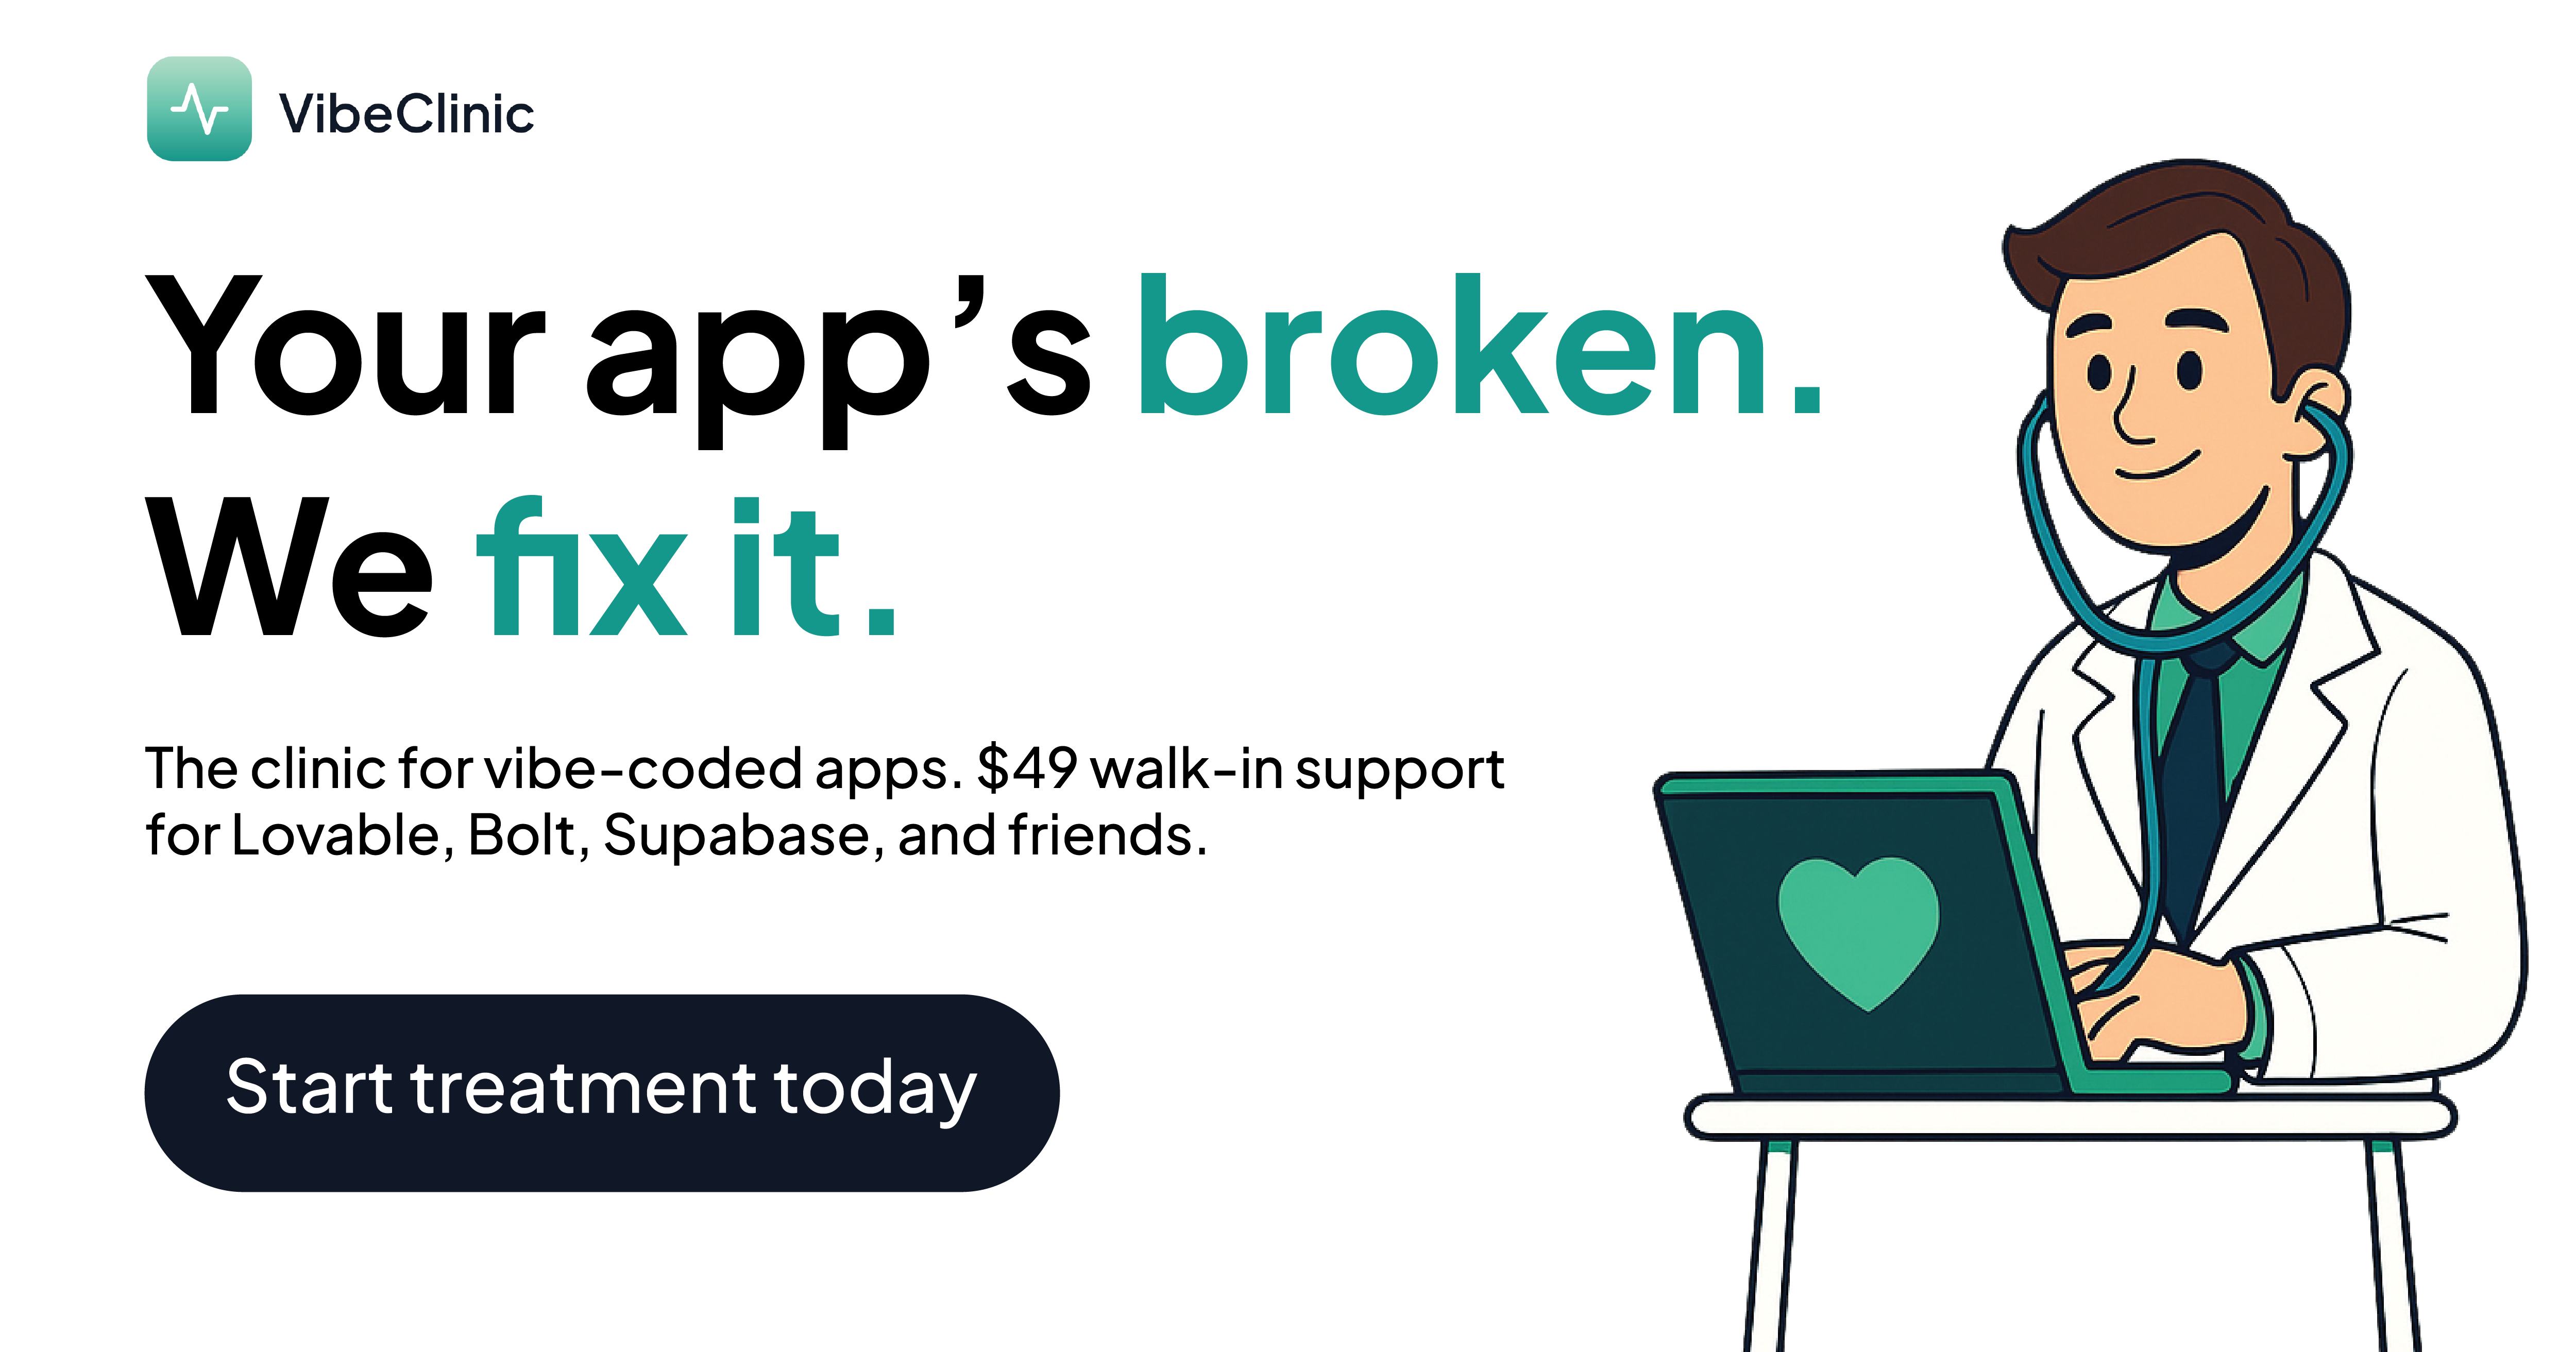 VibeClinic
Your app’s broken.
We fix it.
The clinic for vibe-coded apps. $49 walk-in support
for Lovable, Bolt, Supabase, and friends.
Start treatment today